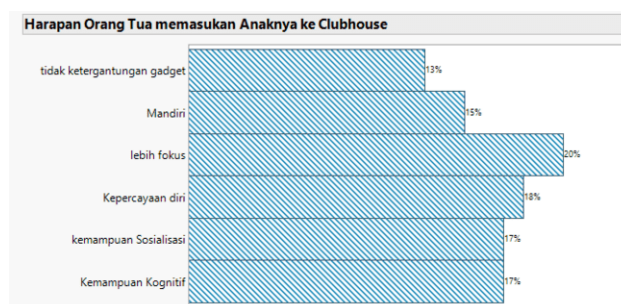 Harapan Orang Tua memasukan Anaknya ke Clubhouse
tidak ketergantungan gadget 13%
Mandiri 15%
lebih fokus 20%
Kepercayaan diri 18%
kemampuan Sosialisasi 17%
Kemampuan Kognitif 17%